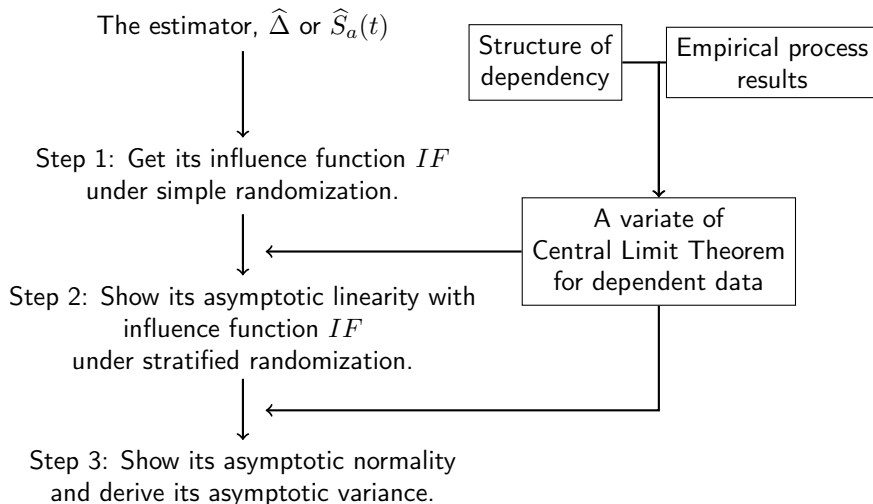 The estimator, $\widehat{\Delta}$ or $\widehat{S}_a(t)$
Structure of
dependency
Empirical process
results
Step 1: Get its influence function $IF$
under simple randomization.
A variate of
Central Limit Theorem
for dependent data
Step 2: Show its asymptotic linearity with
influence function $IF$
under stratified randomization.
Step 3: Show its asymptotic normality
and derive its asymptotic variance.